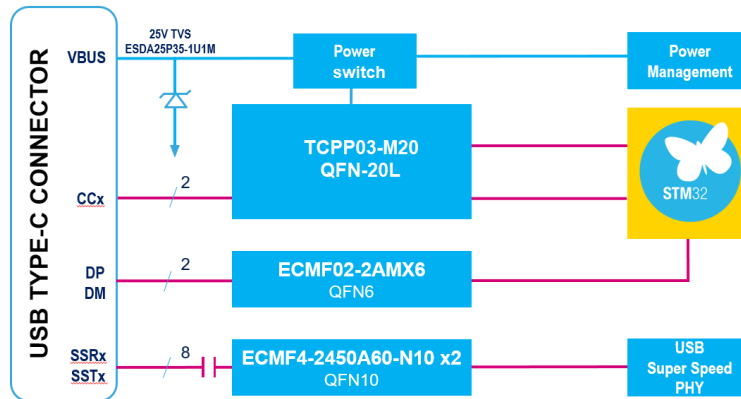 USB TYPE-C CONNECTOR
25V TVS
ESDA25P35-1U1M
VBUS
Power
switch
Power
Management
TCPP03-M20
QFN-20L
STM32
CCx
2
DP
DM
2
ECMF02-2AMX6
QFN6
SSRx
SSTx
8
ECMF4-2450A60-N10 x2
QFN10
USB
Super Speed
PHY